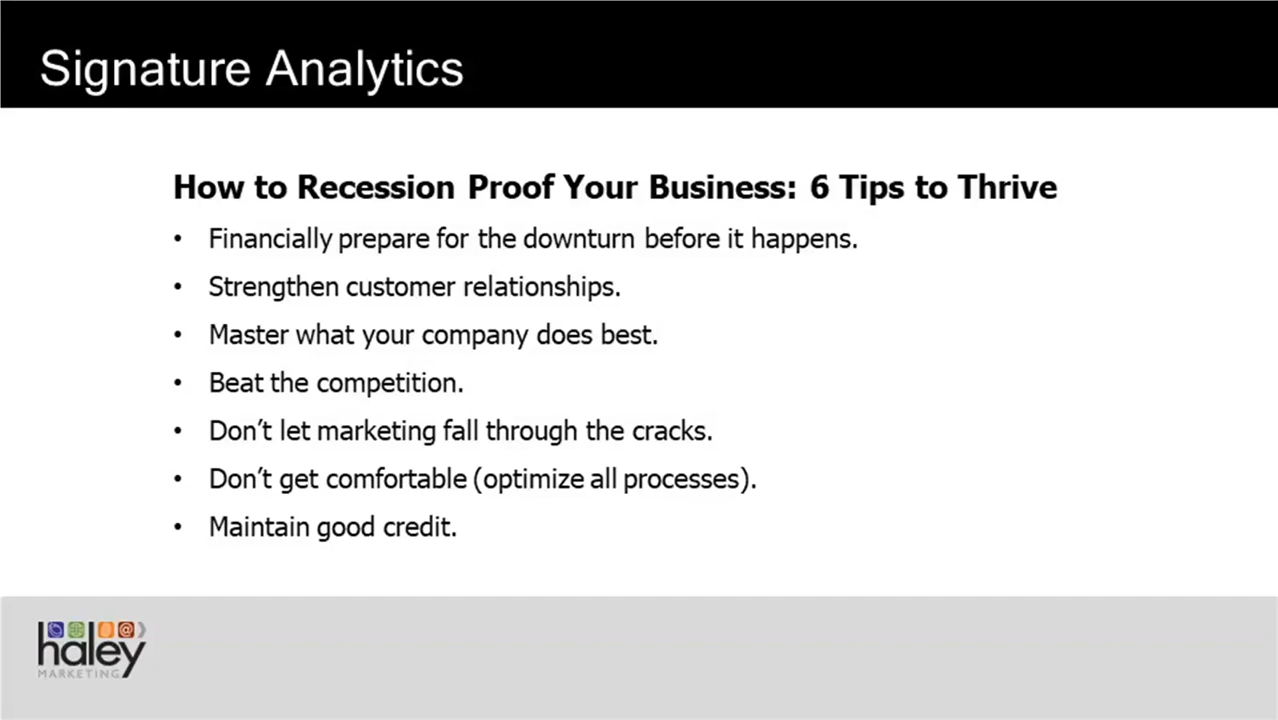 Signature Analytics
How to Recession Proof Your Business: 6 Tips to Thrive
• Financially prepare for the downturn before it happens.
• Strengthen customer relationships.
• Master what your company does best.
• Beat the competition.
• Don’t let marketing fall through the cracks.
• Don’t get comfortable (optimize all processes).
• Maintain good credit.
haley
MARKETING